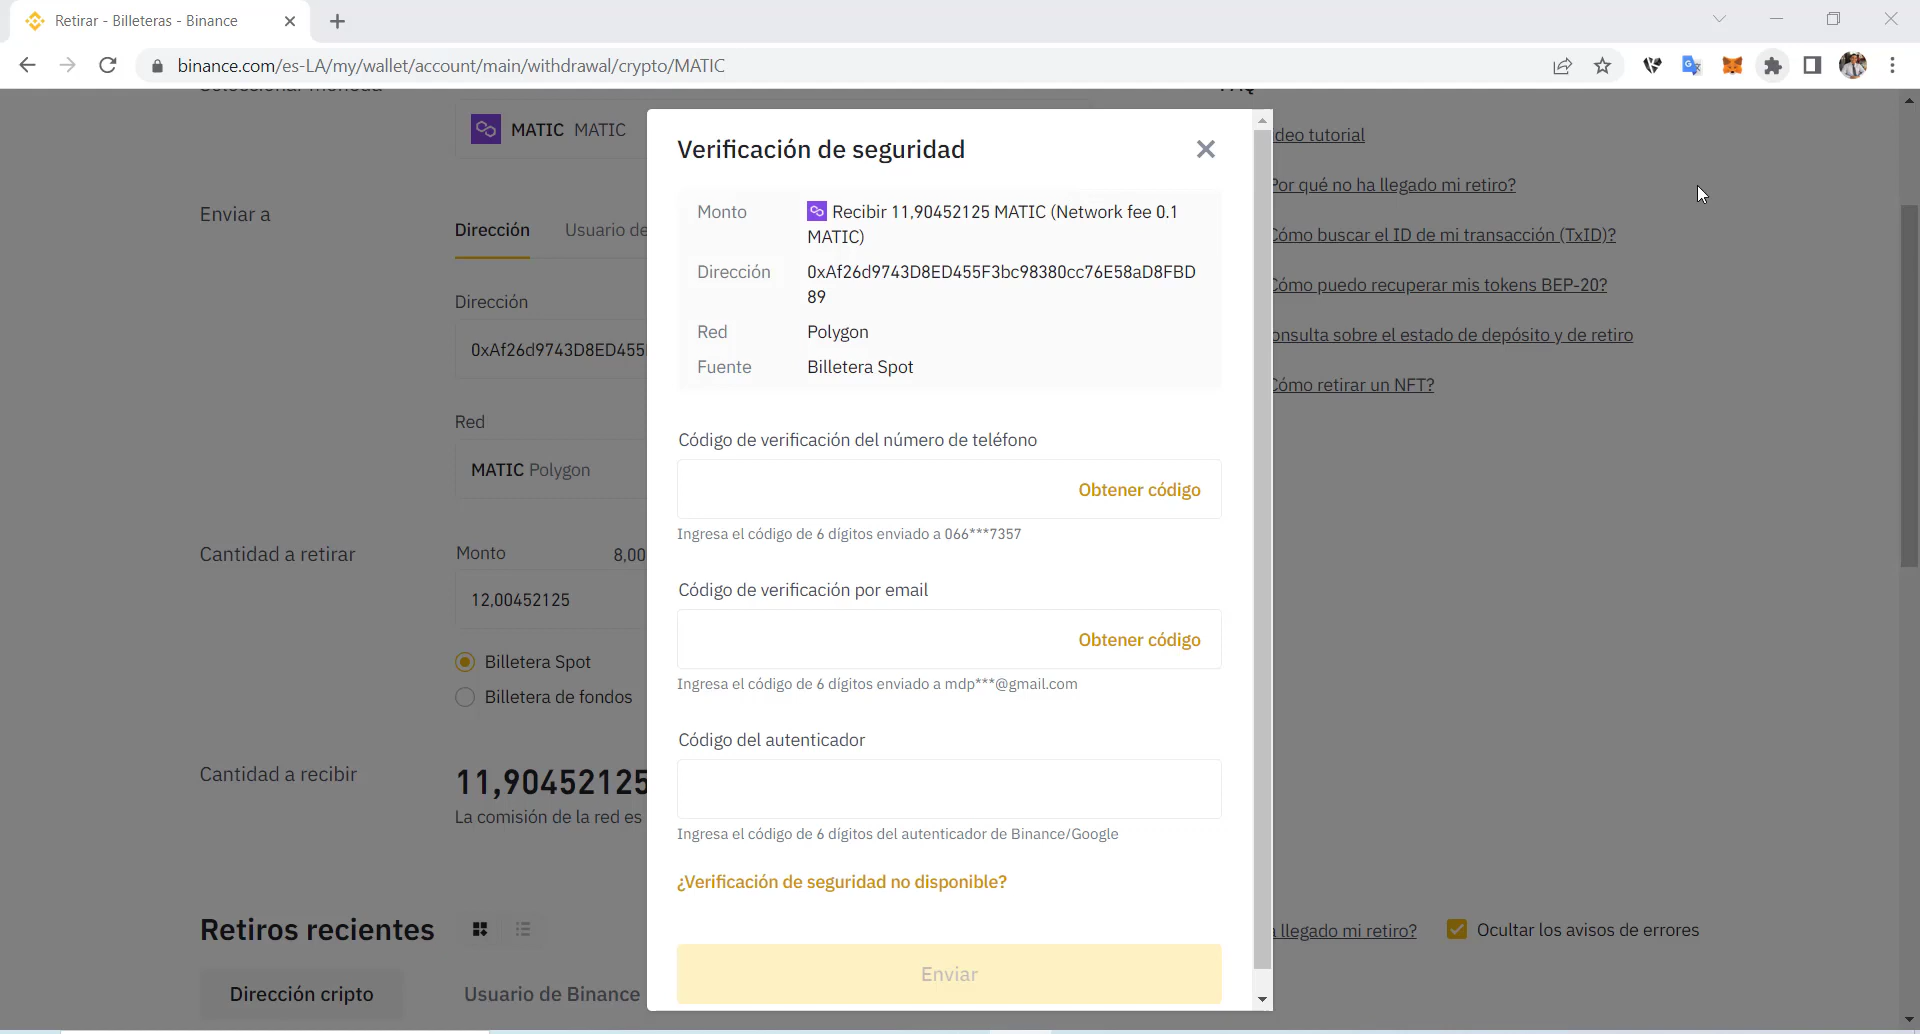 Retirar - Billeteras - Binance
binance.com/es-LA/my/wallet/account/main/withdrawal/crypto/MATIC
Seleccionar moneda
FAQ
MATIC MATIC
deo tutorial
Por qué no ha llegado mi retiro?
Cómo buscar el ID de mi transacción (TxID)?
Cómo puedo recuperar mis tokens BEP-20?
onsulta sobre el estado de depósito y de retiro
Cómo retirar un NFT?
Enviar a
Dirección Usuario de
Dirección
0xAf26d9743D8ED455
Red
MATIC Polygon
Cantidad a retirar
Monto 8,00
12,00452125
Billetera Spot
Billetera de fondos
Cantidad a recibir
11,90452125
La comisión de la red es
Verificación de seguridad
Monto Recibir 11,90452125 MATIC (Network fee 0.1
MATIC)
Dirección 0xAf26d9743D8ED455F3bc98380cc76E58aD8FBD
89
Red Polygon
Fuente Billetera Spot
Código de verificación del número de teléfono
Obtener código
Ingresa el código de 6 dígitos enviado a 066***7357
Código de verificación por email
Obtener código
Ingresa el código de 6 dígitos enviado a mdp***@gmail.com
Código del autenticador
Ingresa el código de 6 dígitos del autenticador de Binance/Google
¿Verificación de seguridad no disponible?
Enviar
Retiros recientes
llegado mi retiro?
Ocultar los avisos de errores
Dirección cripto Usuario de Binance